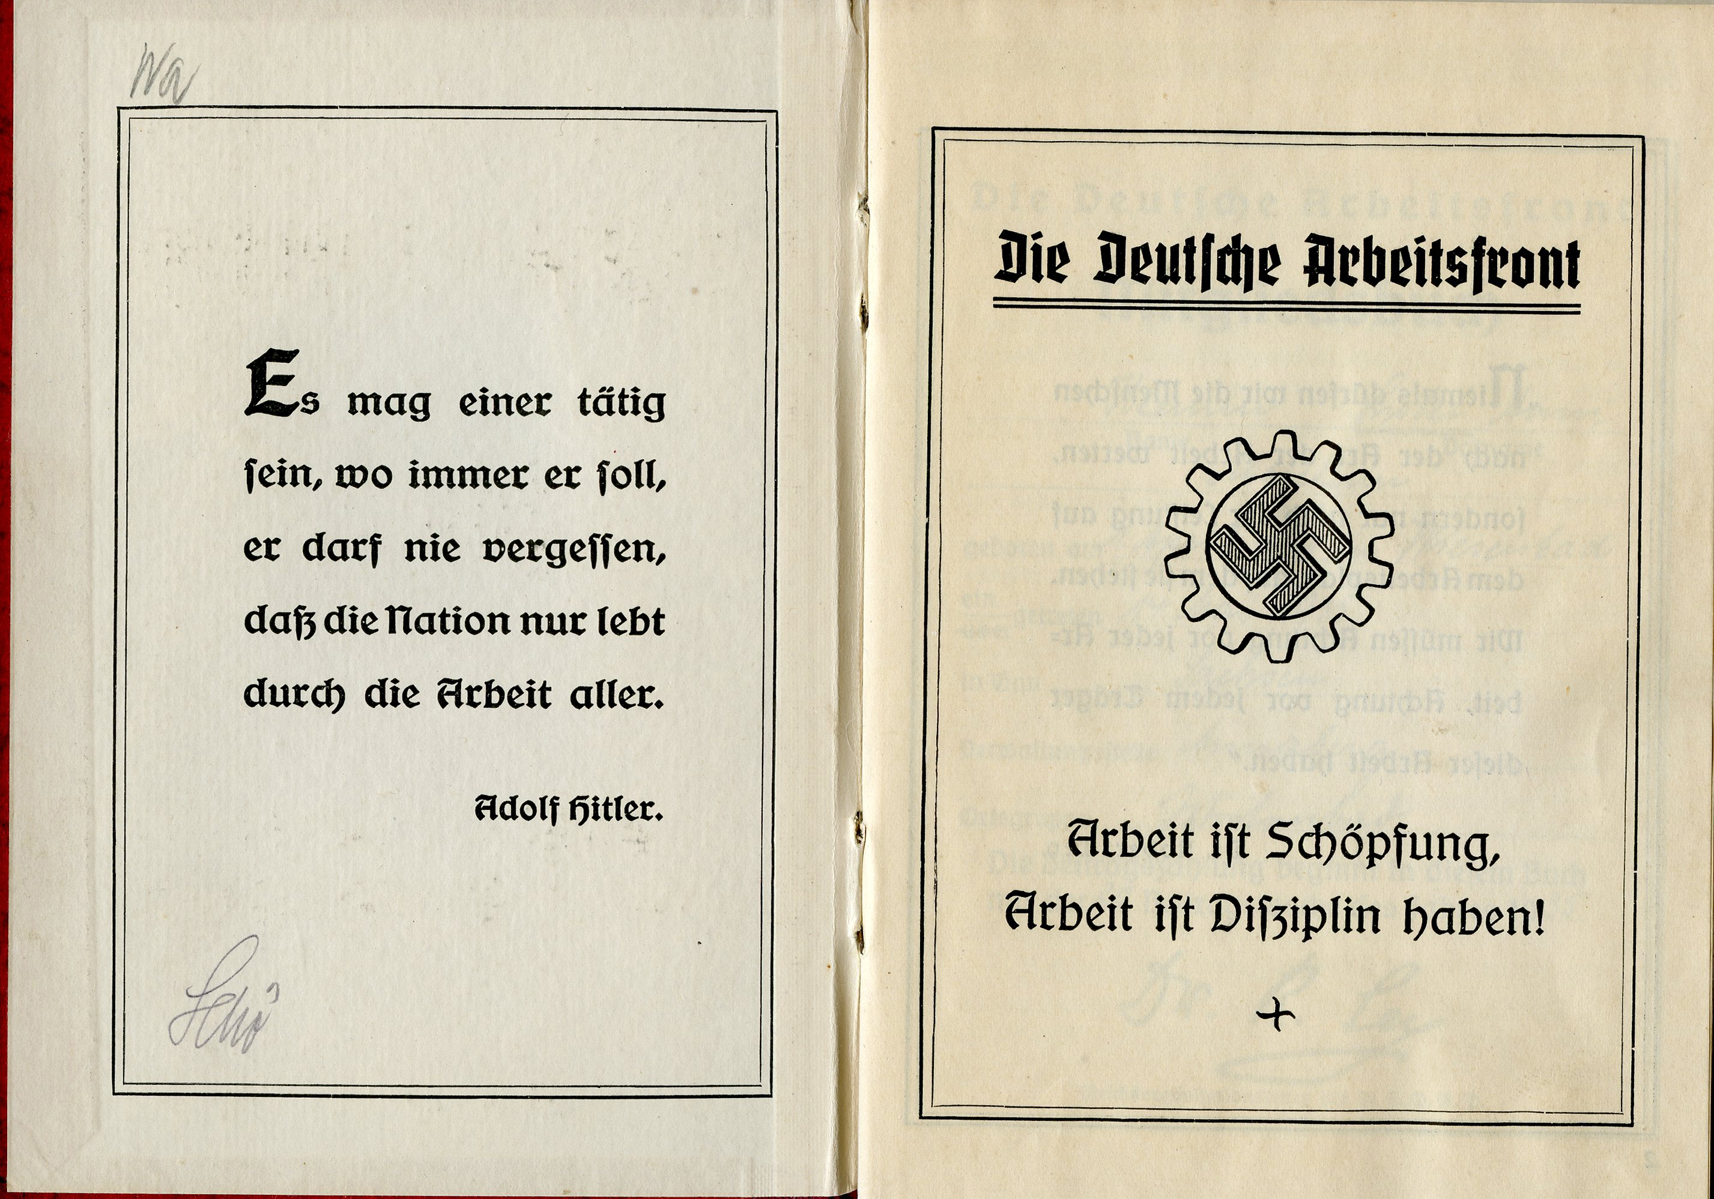 Wa
Es mag einer tätig
sein, wo immer er soll,
er darf nie vergessen,
daß die Nation nur lebt
durch die Arbeit aller.
Adolf Hitler.
Die Deutsche Arbeitsfront
Arbeit ist Schöpfung,
Arbeit ist Disziplin haben!